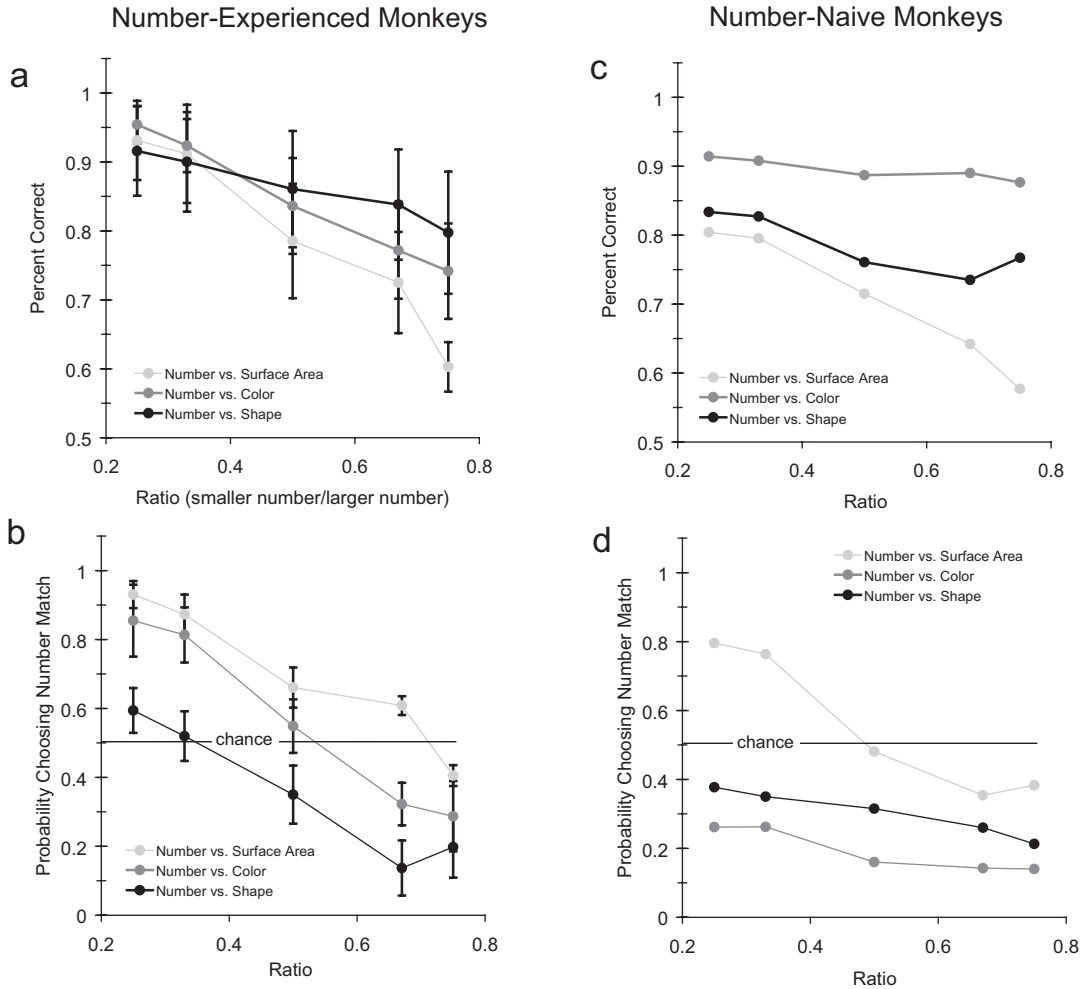 Number-Experienced Monkeys
Number-Naive Monkeys
a
Percent Correct
1
0.9
0.8
0.7
0.6
0.5
Number vs. Surface Area
Number vs. Color
Number vs. Shape
0.2 0.4 0.6 0.8
Ratio (smaller number/larger number)
c
Percent Correct
1
0.9
0.8
0.7
0.6
0.5
Number vs. Surface Area
Number vs. Color
Number vs. Shape
0.2 0.4 0.6 0.8
Ratio
b
Probability Choosing Number Match
1
0.8
0.6
0.4
0.2
0
chance
Number vs. Surface Area
Number vs. Color
Number vs. Shape
0.2 0.4 0.6 0.8
Ratio
d
Probability Choosing Number Match
1
0.8
0.6
0.4
0.2
0
Number vs. Surface Area
Number vs. Color
Number vs. Shape
chance
0.2 0.4 0.6 0.8
Ratio